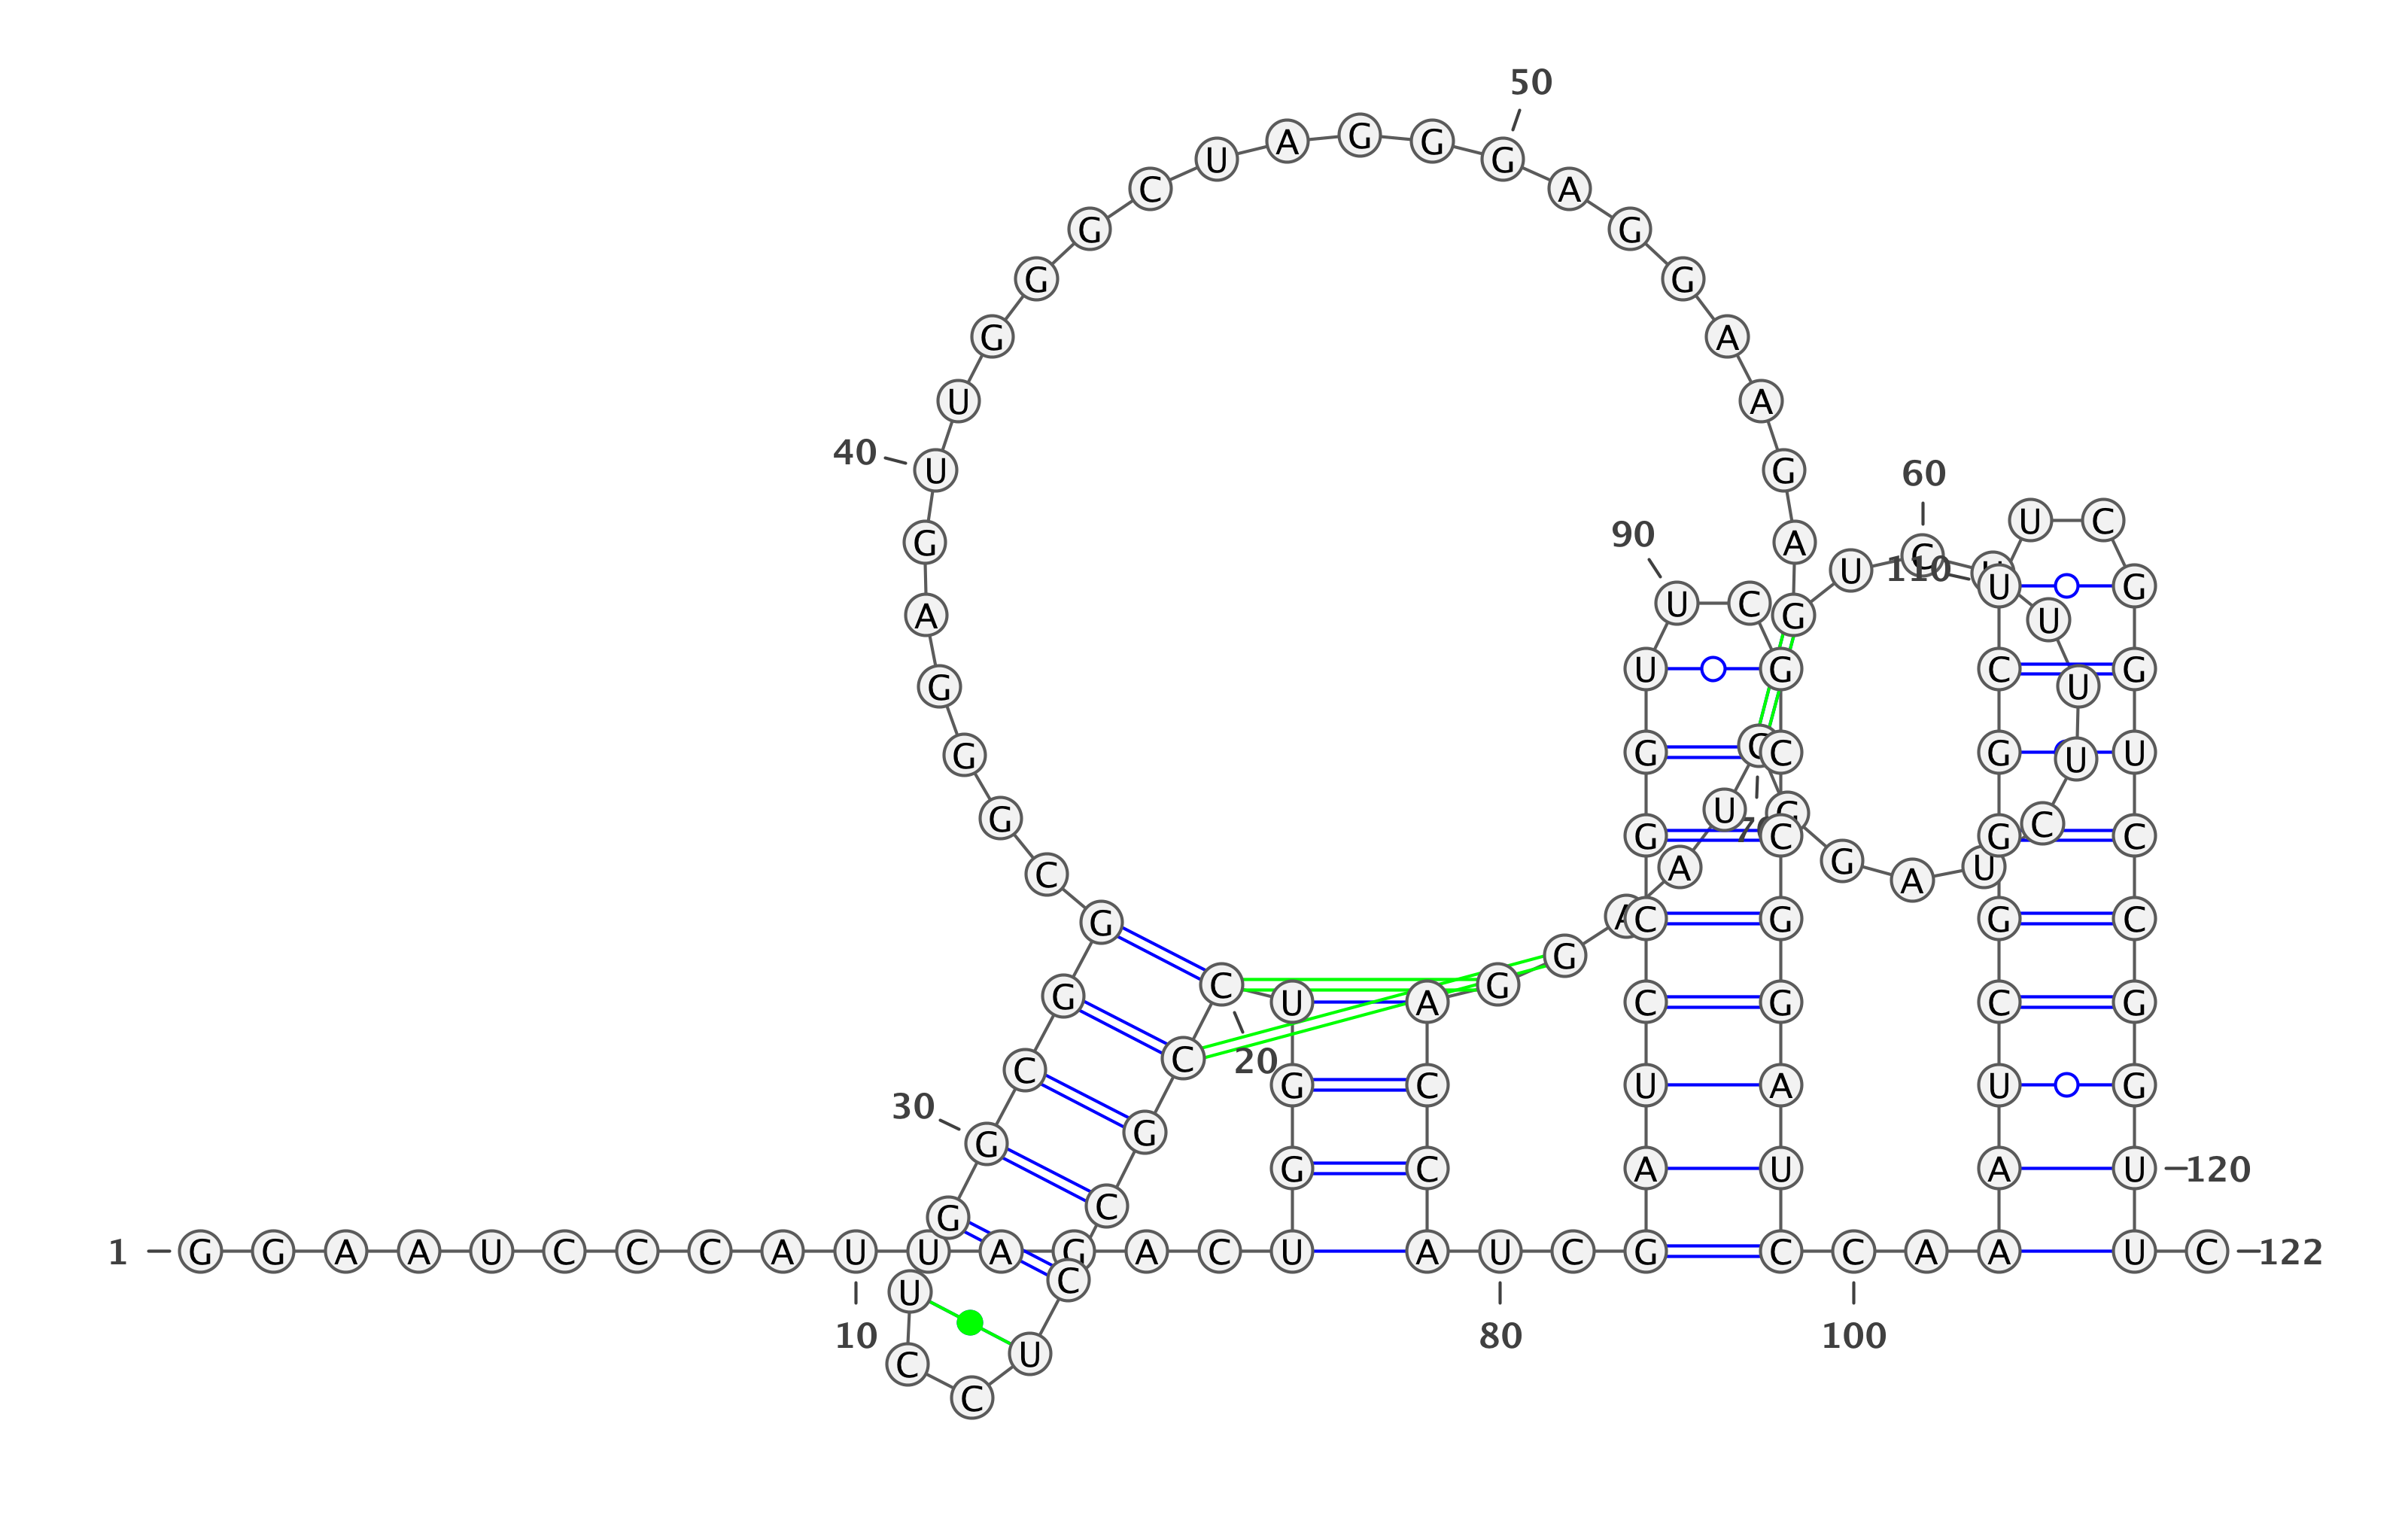 50
U A G G G
C A
G G
G G
G A
U A
40 U G
60
U C
90
G A
U C 110
U G
A U C G U
U G C G
G U
G C C G U U
G
G U G C
G C G C
C A G A U
G A C G G C
G
C G
G U A C G C G
C 20
C
G C U A U G
30
G G
G C A U A U 120
G C
1 G G A A U C C C A U U A G A C U A U C G C C A A U C 122
U C
10 80 100
C U
C